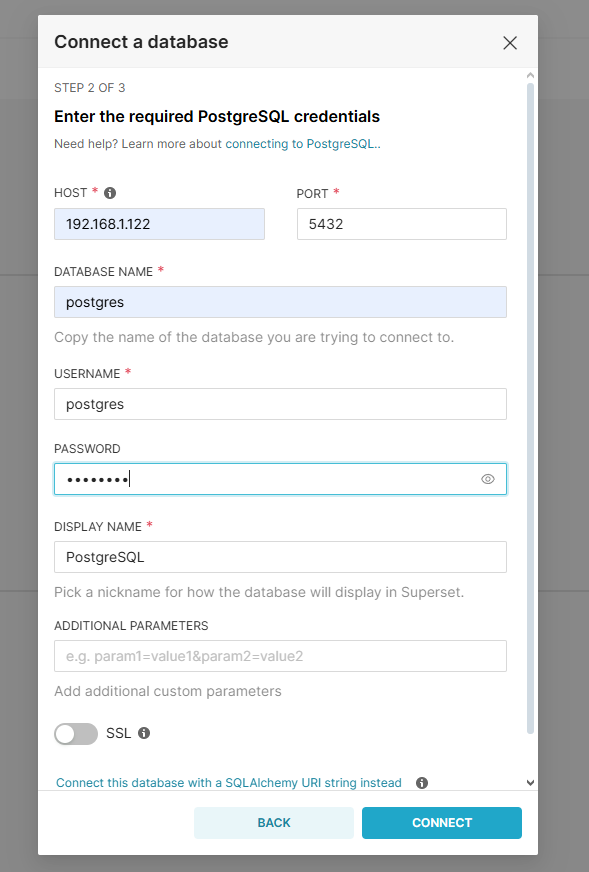 Connect a database
STEP 2 OF 3
Enter the required PostgreSQL credentials
Need help? Learn more about connecting to PostgreSQL..
HOST *
PORT *
192.168.1.122
5432
DATABASE NAME *
postgres
Copy the name of the database you are trying to connect to.
USERNAME *
postgres
PASSWORD
••••••••
DISPLAY NAME *
PostgreSQL
Pick a nickname for how the database will display in Superset.
ADDITIONAL PARAMETERS
e.g. param1=value1&param2=value2
Add additional custom parameters
SSL
Connect this database with a SQLAlchemy URI string instead
BACK
CONNECT